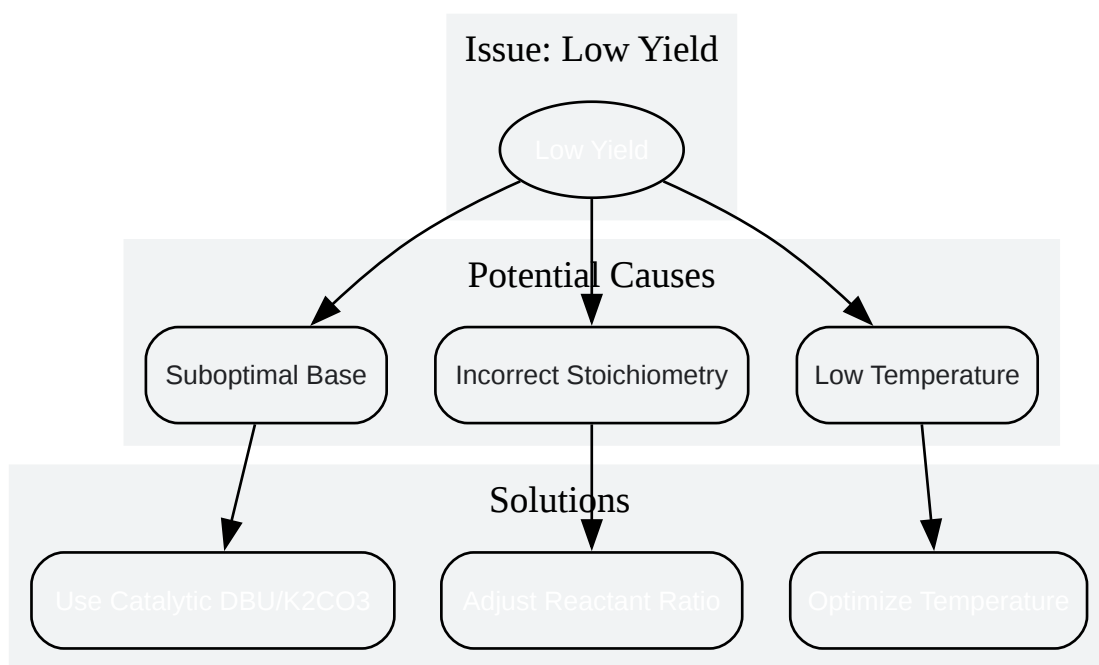 Issue: Low Yield
Low Yield
Potential Causes
Suboptimal Base
Incorrect Stoichiometry
Low Temperature
Solutions
Use Catalytic DBU/K2CO3
Adjust Reactant Ratio
Optimize Temperature